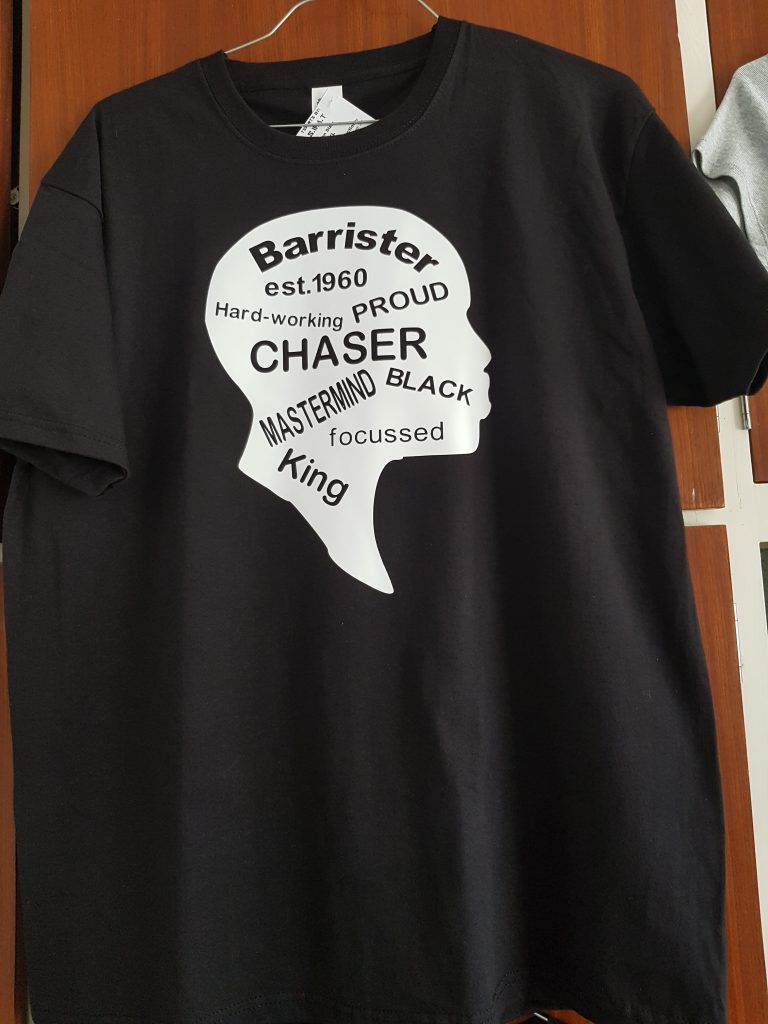 Barrister
est.1960
Hard-working PROUD
CHASER
MASTERMIND BLACK
focussed
King